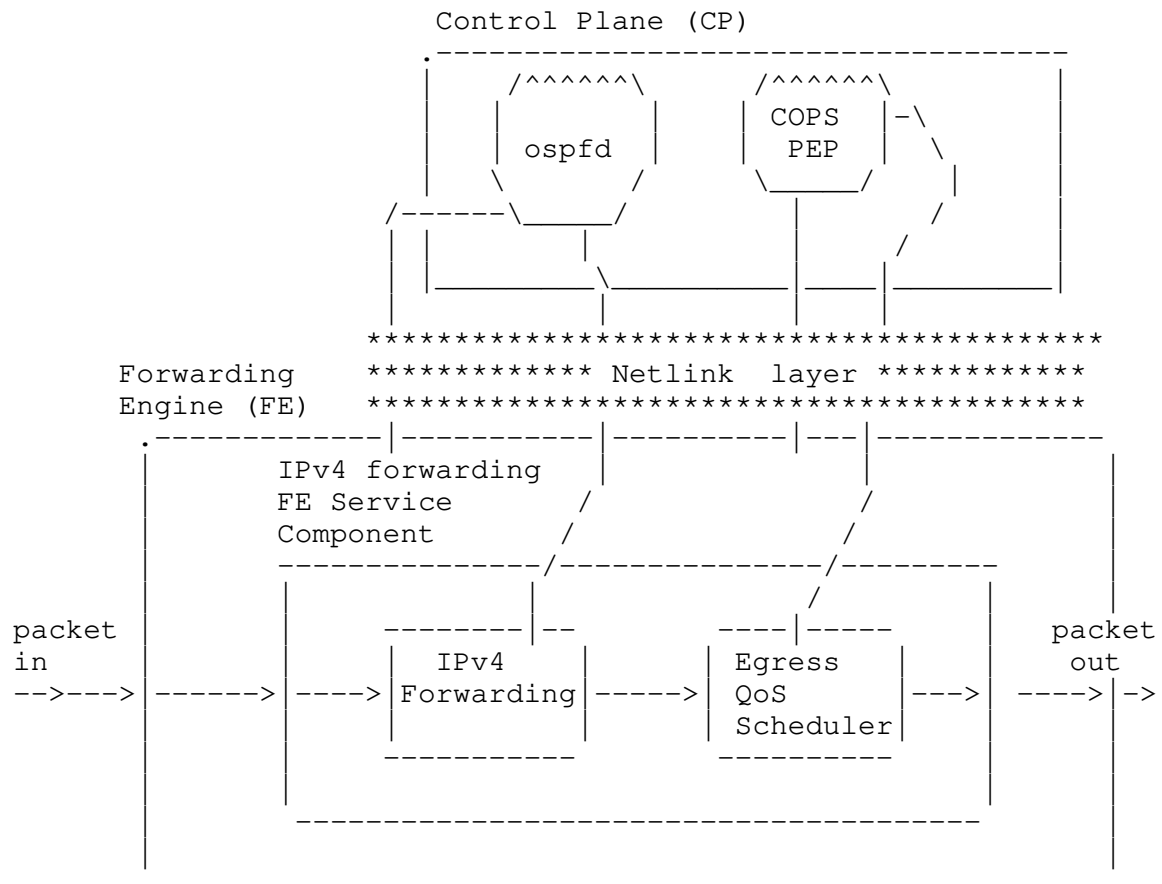 Control Plane (CP)
COPS
ospfd PEP
Netlink layer
Forwarding
Engine (FE)
IPv4 forwarding
FE Service
Component
packet packet
in IPv4 Egress out
Forwarding QoS
Scheduler